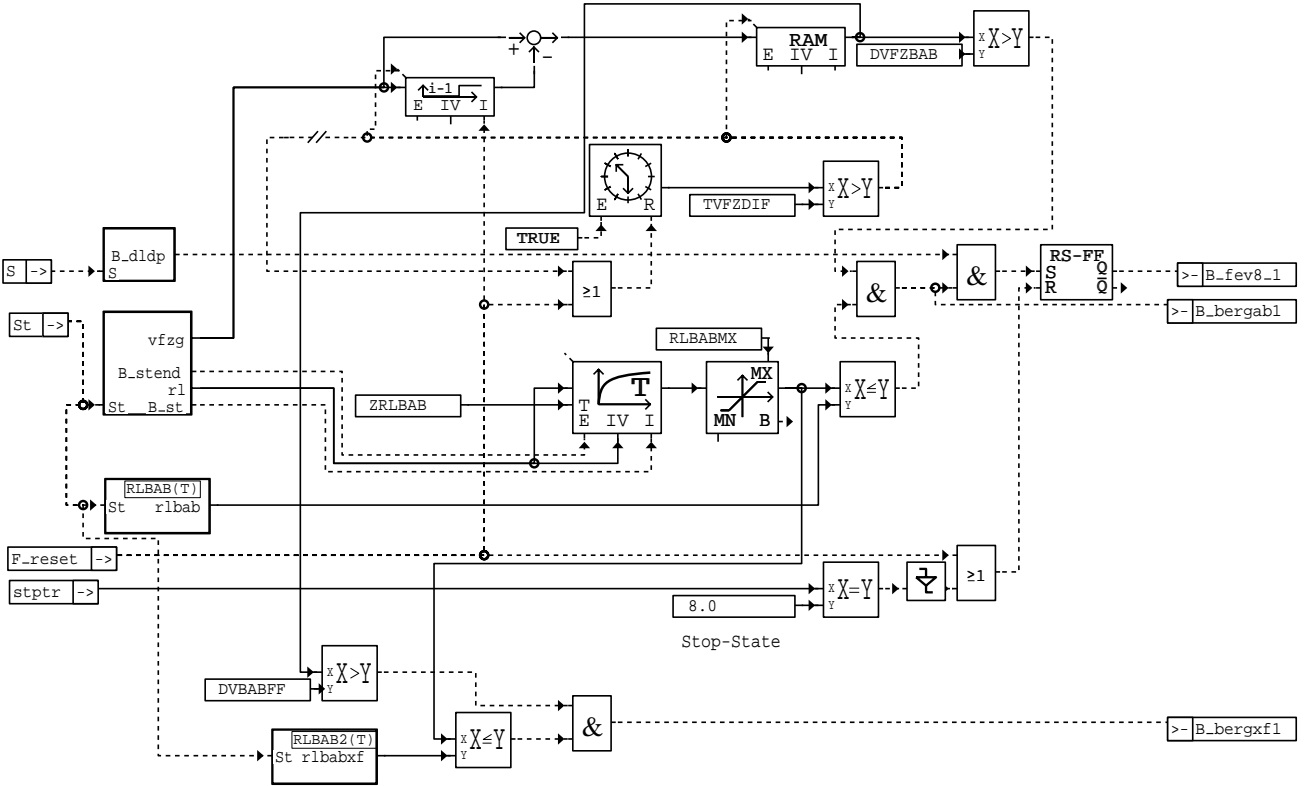 RAM
E IV I
DVFZBAB
X
Y
X>Y
+
−
i-1
E IV I
E R
TVFZDIF
X
Y
X>Y
TRUE
≥1
S ->
B_dldp
S
&
&
RS-FF
S Q
R Q
>- B_fev8_1
>- B_bergab1
St ->
vfzg
B_stend
rl
St B_st
RLBABMX
ZRLBAB
T
T
E IV I
MX
MN B
X
Y
X≤Y
RLBAB(T)
St rlbab
F_reset ->
stptr ->
8.0
X
Y
X=Y
≥1
Stop-State
DVBABFF
X
Y
X>Y
RLBAB2(T)
St rlbabxf
X
Y
X≤Y
&
>- B_bergxf1